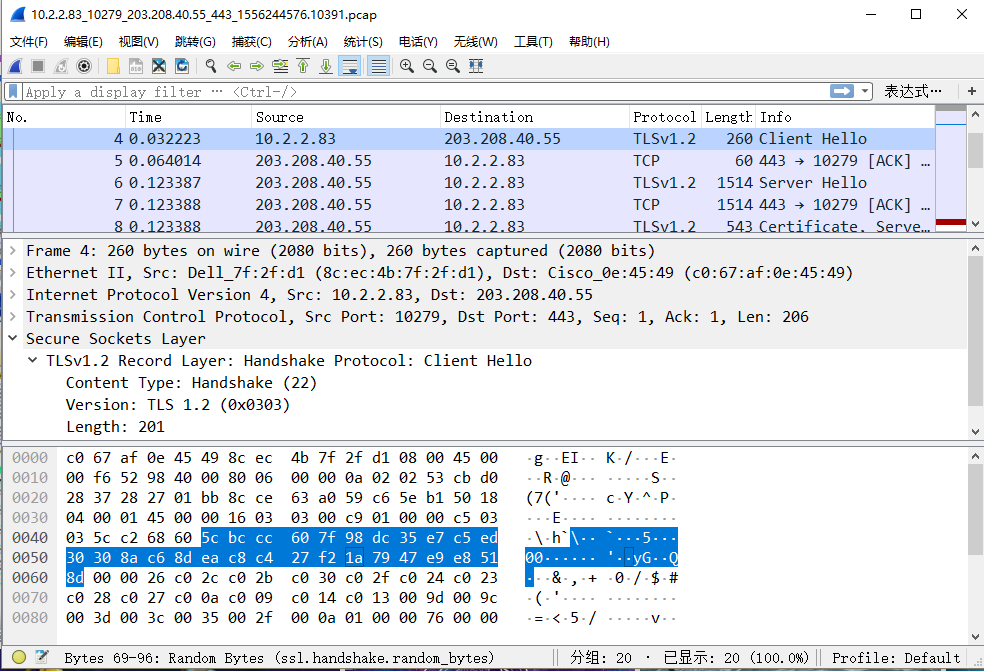 10.2.2.83_10279_203.208.40.55_443_1556244576.10391.pcap
文件(F) 编辑(E) 视图(V) 跳转(G) 捕获(C) 分析(A) 统计(S) 电话(Y) 无线(W) 工具(T) 帮助(H)
Apply a display filter ⋯ <Ctrl-/> 表达式⋯ +
No. Time Source Destination Protocol Length Info
4 0.032223 10.2.2.83 203.208.40.55 TLSv1.2 260 Client Hello
5 0.064014 203.208.40.55 10.2.2.83 TCP 60 443 → 10279 [ACK] …
6 0.123387 203.208.40.55 10.2.2.83 TLSv1.2 1514 Server Hello
7 0.123388 203.208.40.55 10.2.2.83 TCP 1514 443 → 10279 [ACK] …
8 0.123388 203.208.40.55 10.2.2.83 TLSv1.2 543 Certificate, Serve…
Frame 4: 260 bytes on wire (2080 bits), 260 bytes captured (2080 bits)
Ethernet II, Src: Dell_7f:2f:d1 (8c:ec:4b:7f:2f:d1), Dst: Cisco_0e:45:49 (c0:67:af:0e:45:49)
Internet Protocol Version 4, Src: 10.2.2.83, Dst: 203.208.40.55
Transmission Control Protocol, Src Port: 10279, Dst Port: 443, Seq: 1, Ack: 1, Len: 206
Secure Sockets Layer
TLSv1.2 Record Layer: Handshake Protocol: Client Hello
Content Type: Handshake (22)
Version: TLS 1.2 (0x0303)
Length: 201
0000 c0 67 af 0e 45 49 8c ec 4b 7f 2f d1 08 00 45 00 ·g··EI·· K·/···E·
0010 00 f6 52 98 40 00 80 06 00 00 0a 02 02 53 cb d0 ··R·@··· ·····S··
0020 28 37 28 27 01 bb 8c ce 63 a0 59 c6 5e b1 50 18 (7('···· c·Y·^·P·
0030 04 00 01 45 00 00 16 03 03 00 c9 01 00 00 c5 03 ···E···· ········
0040 03 5c c2 68 60 5c bc cc 60 7f 98 dc 35 e7 c5 ed ·\·h`\·· `···5···
0050 30 30 8a c6 8d ea c8 c4 27 f2 1a 79 47 e9 e8 51 00······ '··yG··Q
0060 8d 00 00 26 c0 2c c0 2b c0 30 c0 2f c0 24 c0 23 ···&·,·+ ·0·/·$·#
0070 c0 28 c0 27 c0 0a c0 09 c0 14 c0 13 00 9d 00 9c ·(·'···· ········
0080 00 3d 00 3c 00 35 00 2f 00 0a 01 00 00 76 00 00 ·=·<·5·/ ·····v··
Bytes 69-96: Random Bytes (ssl.handshake.random_bytes) 分组: 20 · 已显示: 20 (100.0%) Profile: Default